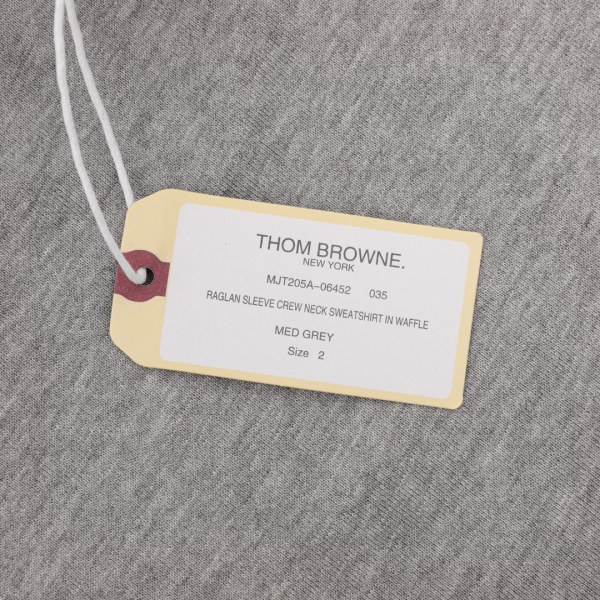 THOM BROWNE.
NEW YORK
MJT205A-06452 035
RAGLAN SLEEVE CREW NECK SWEATSHIRT IN WAFFLE
MED GREY
Size 2